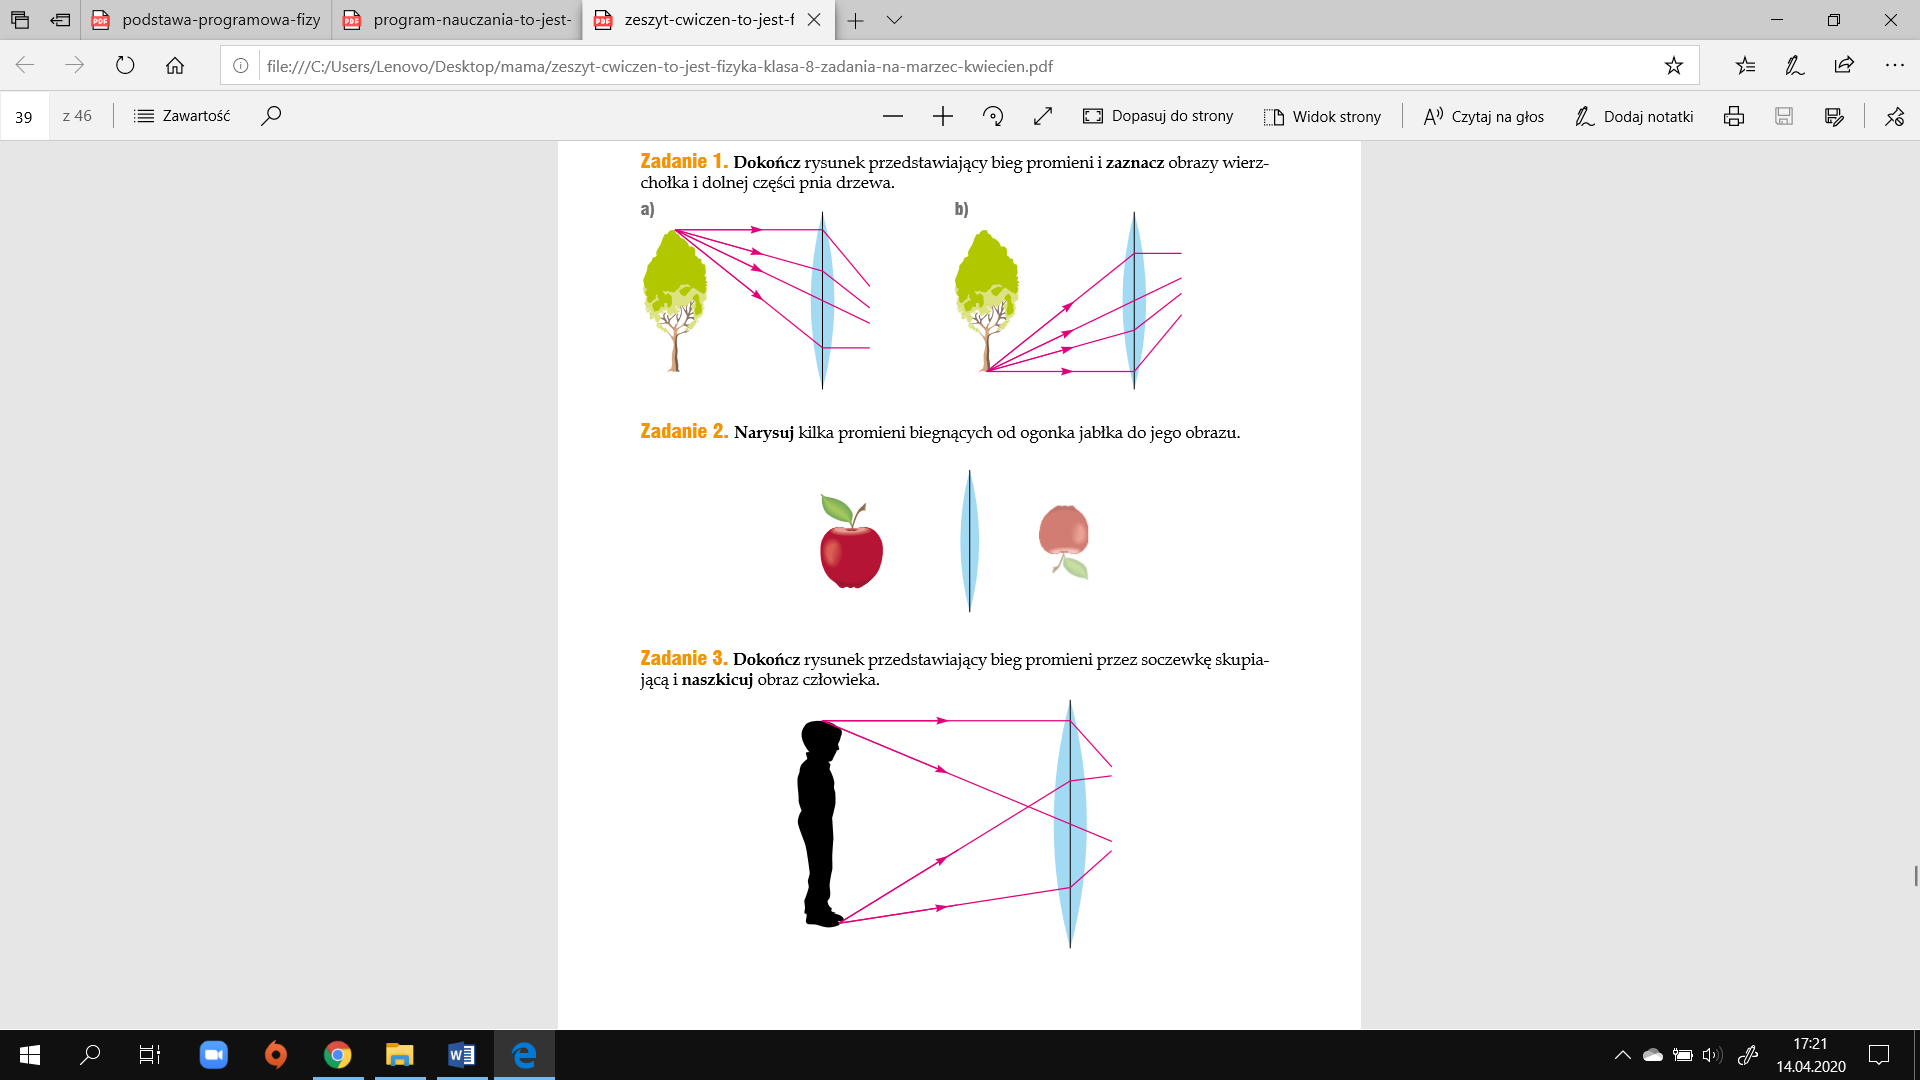 podstawa-programowa-fizy
program-nauczania-to-jest-
zeszyt-cwiczen-to-jest-f
file:///C:/Users/Lenovo/Desktop/mama/zeszyt-cwiczen-to-jest-fizyka-klasa-8-zadania-na-marzec-kwiecien.pdf
39 z 46 Zawartość Dopasuj do strony Widok strony Czytaj na głos Dodaj notatki
Zadanie 1. Dokończ rysunek przedstawiający bieg promieni i zaznacz obrazy wierz-
chołka i dolnej części pnia drzewa.
a) b)
Zadanie 2. Narysuj kilka promieni biegnących od ogonka jabłka do jego obrazu.
Zadanie 3. Dokończ rysunek przedstawiający bieg promieni przez soczewkę skupia-
jącą i naszkicuj obraz człowieka.
17:21
14.04.2020